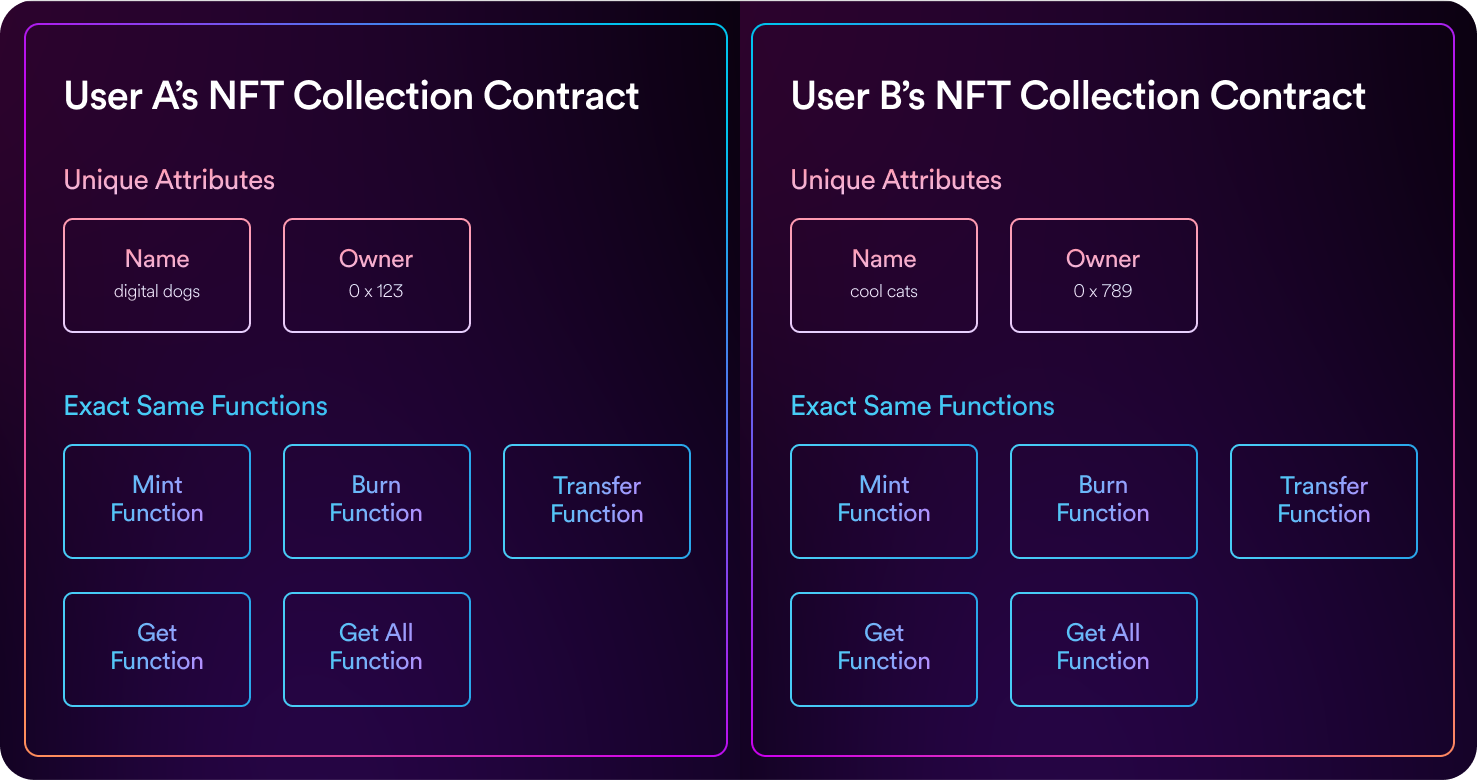 User A’s NFT Collection Contract
Unique Attributes
Name
digital dogs
Owner
0 x 123
Exact Same Functions
Mint
Function
Burn
Function
Transfer
Function
Get
Function
Get All
Function
User B’s NFT Collection Contract
Unique Attributes
Name
cool cats
Owner
0 x 789
Exact Same Functions
Mint
Function
Burn
Function
Transfer
Function
Get
Function
Get All
Function